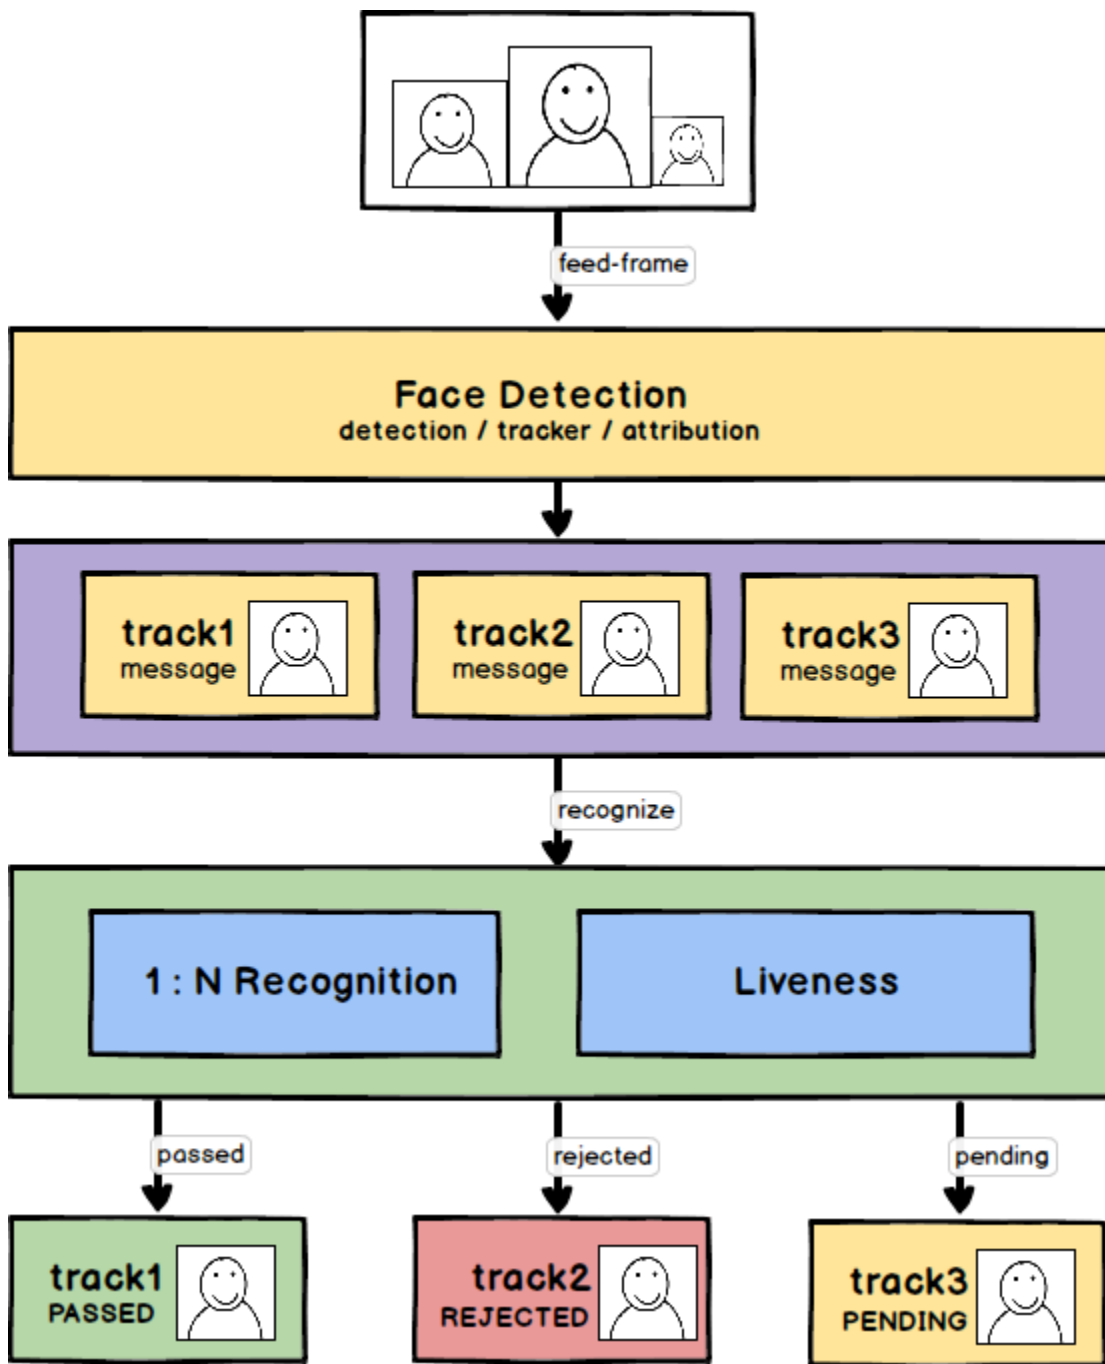 feed-frame
Face Detection
detection / tracker / attribution
track1
message
track2
message
track3
message
recognize
1 : N Recognition
Liveness
passed
rejected
pending
track1
PASSED
track2
REJECTED
track3
PENDING